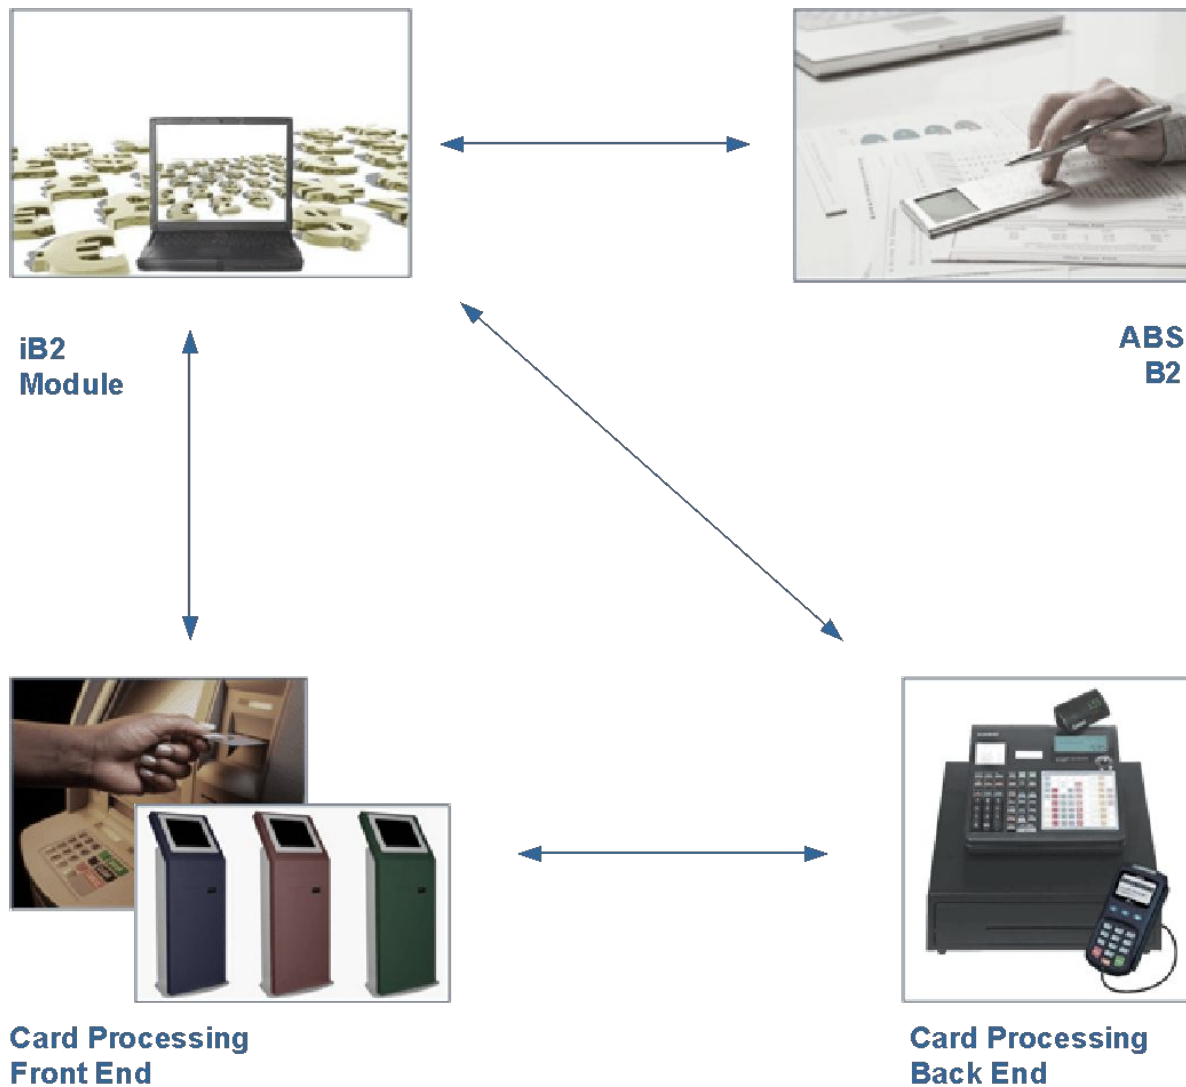 iB2
Module
ABS
B2
Card Processing
Front End
Card Processing
Back End